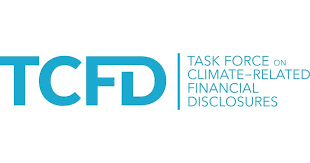 TCFD
TASK FORCE ON
CLIMATE-RELATED
FINANCIAL
DISCLOSURES